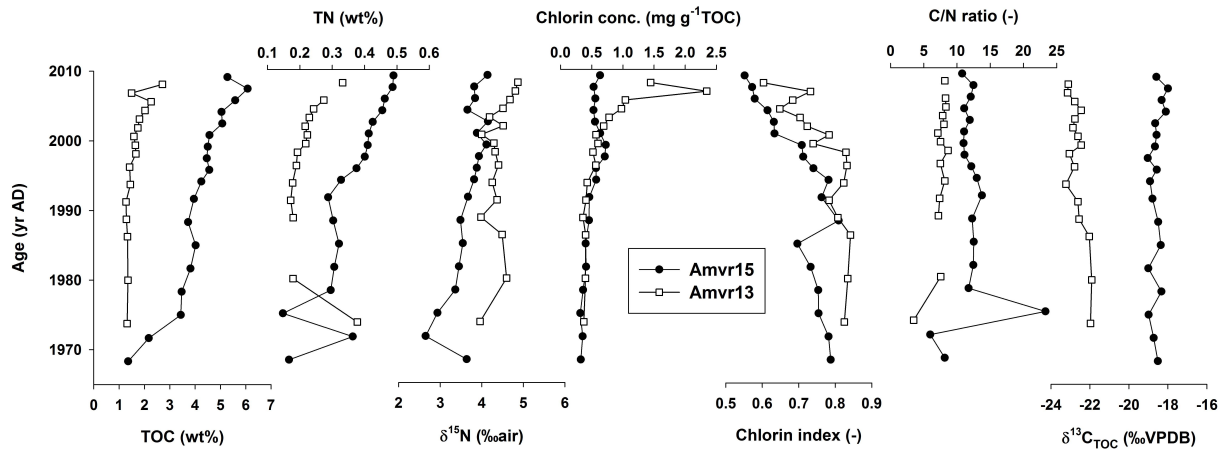 TN (wt%)
Chlorin conc. (mg g⁻¹TOC)
C/N ratio (-)
0.1 0.2 0.3 0.4 0.5 0.6
0.0 0.5 1.0 1.5 2.0 2.5
0 5 10 15 20 25
2010
2000
1990
1980
1970
Age (yr AD)
Amvr15
Amvr13
0 1 2 3 4 5 6 7
2 3 4 5 6
0.5 0.6 0.7 0.8 0.9
-24 -22 -20 -18 -16
TOC (wt%)
δ¹⁵N (‰air)
Chlorin index (-)
δ¹³C_TOC (‰VPDB)